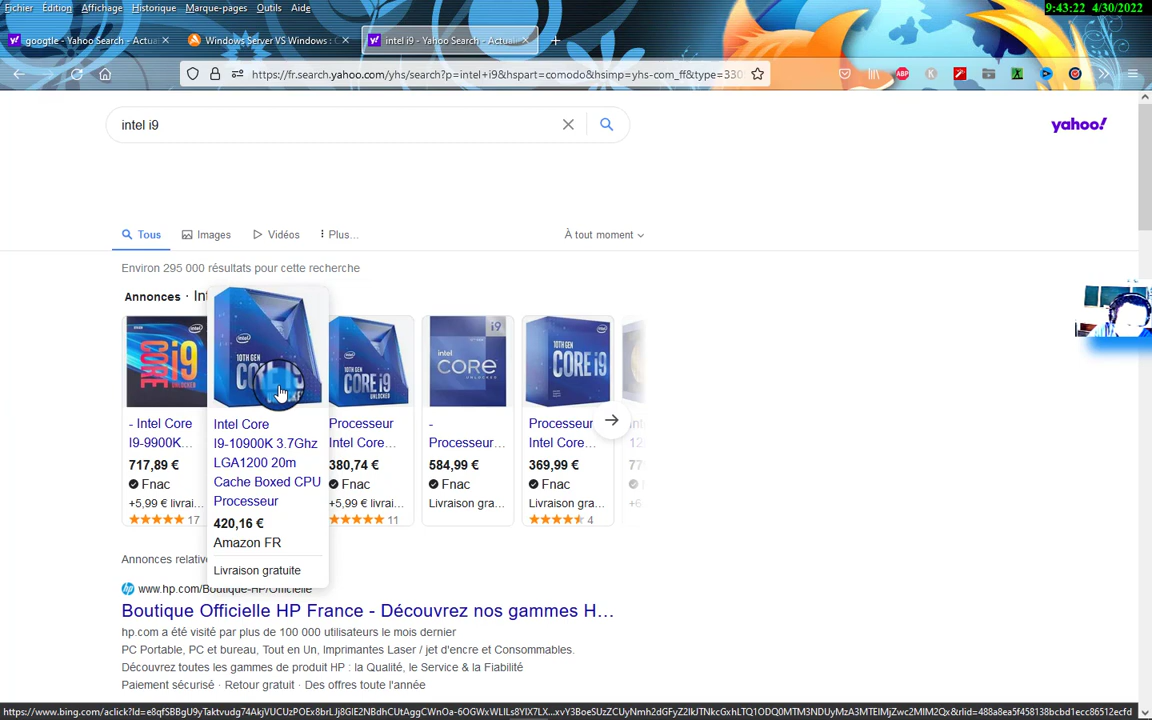 Fichier Édition Affichage Historique Marque-pages Outils Aide
9:43:22 4/30/2022
googtle - Yahoo Search - Actua
Windows Server VS Windows :
intel i9 - Yahoo Search - Actual
https://fr.search.yahoo.com/yhs/search?p=intel+i9&hspart=comodo&hsimp=yhs-com_ff&type=330
ABP
intel i9
yahoo!
Tous Images Vidéos Plus... À tout moment
Environ 295 000 résultats pour cette recherche
Annonces · Int
10TH GEN CORE i9
- Intel Core I9-9900K...
717,89 €
Fnac
+5,99 € livrai...
17
Intel Core
I9-10900K 3.7Ghz
LGA1200 20m
Cache Boxed CPU
Processeur
420,16 €
Amazon FR
Livraison gratuite
Processeur
Intel Core...
380,74 €
Fnac
+5,99 € livrai...
11
-
Processeur...
584,99 €
Fnac
Livraison gra...
Processeur
Intel Core...
369,99 €
Fnac
Livraison gra...
4
Annonces relative
www.hp.com/Boutique-HP/Officielle
Boutique Officielle HP France - Découvrez nos gammes H...
hp.com a été visité par plus de 100 000 utilisateurs le mois dernier
PC Portable, PC et bureau, Tout en Un, Imprimantes Laser / jet d'encre et Consommables.
Découvrez toutes les gammes de produit HP : la Qualité, le Service & la Fiabilité
Paiement sécurisé · Retour gratuit · Des offres toute l'année